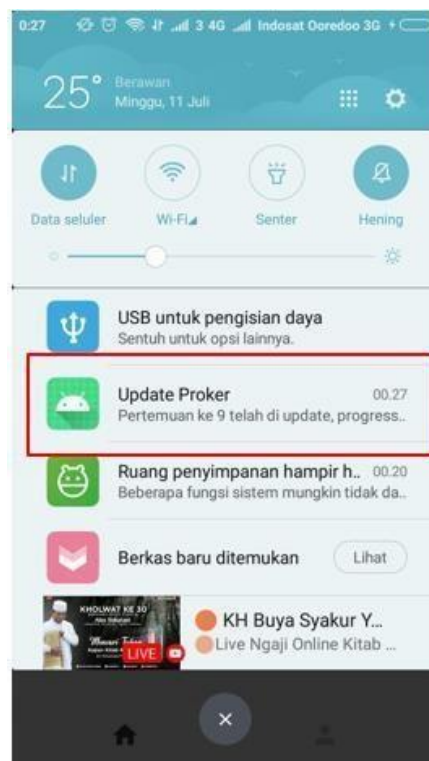 0:27 3 4G Indosat Ooredoo 3G
25° Berawan
Minggu, 11 Juli
Data seluler Wi-Fi Senter Hening
USB untuk pengisian daya
Sentuh untuk opsi lainnya.
Update Proker 00.27
Pertemuan ke 9 telah di update, progress..
Ruang penyimpanan hampir h.. 00.20
Beberapa fungsi sistem mungkin tidak da..
Berkas baru ditemukan Lihat
KHOLWAT KE 30
LIVE
KH Buya Syakur Y...
Live Ngaji Online Kitab ...